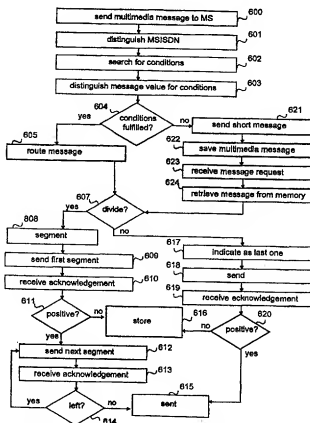 send multimedia message to MS
600
distinguish MSISDN
601
search for conditions
602
distinguish message value for conditions
603
604
conditions
fulfilled?
yes
no
605
route message
621
send short message
622
save multimedia message
623
receive message request
624
retrieve message from memory
607
divide?
yes
no
608
segment
send first segment
609
receive acknowledgement
610
611
positive?
no
yes
store
616
617
indicate as last one
618
send
619
receive acknowledgement
620
positive?
no
yes
send next segment
612
receive acknowledgement
613
left?
yes
no
614
615
sent